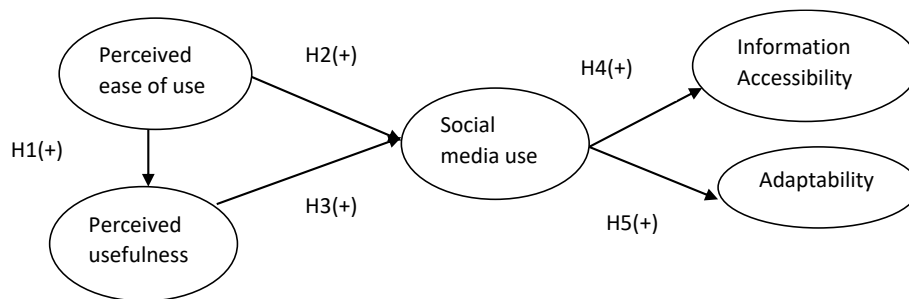 Perceived
ease of use
H2(+)
H1(+)
Perceived
usefulness
H3(+)
Social
media use
H4(+)
Information
Accessibility
H5(+)
Adaptability